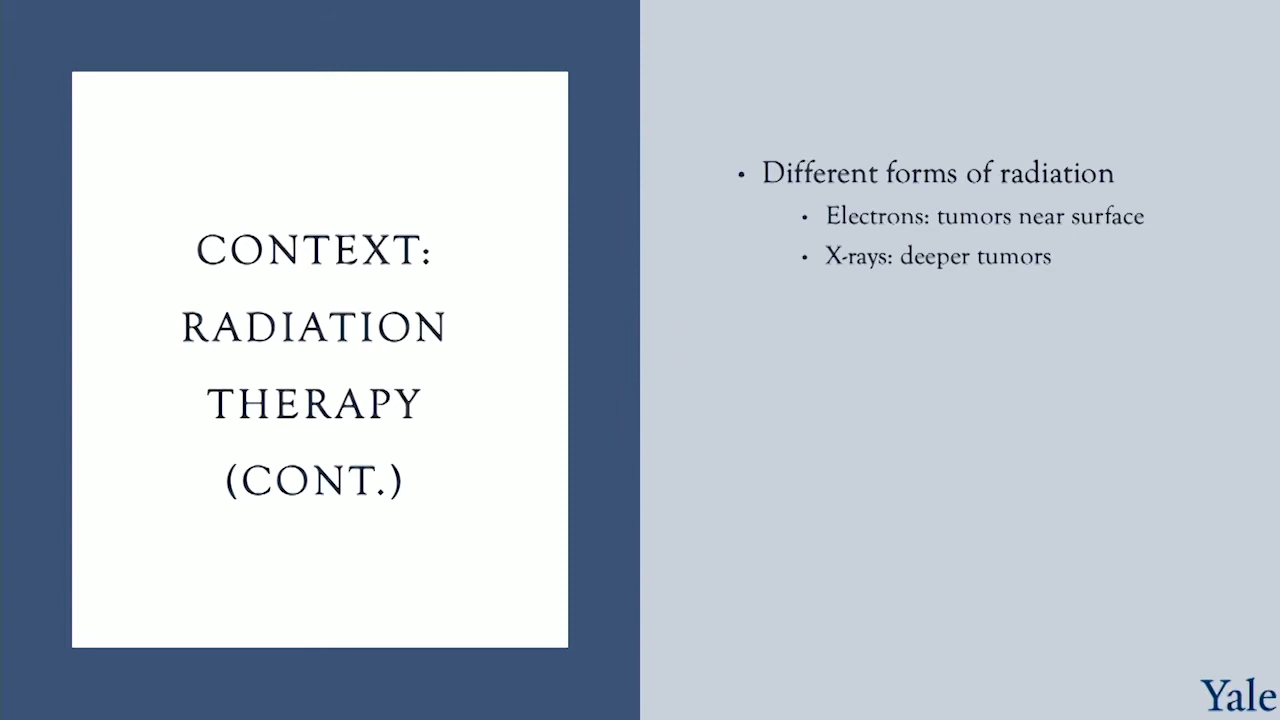 CONTEXT:
RADIATION
THERAPY
(CONT.)
• Different forms of radiation
• Electrons: tumors near surface
• X-rays: deeper tumors
Yale